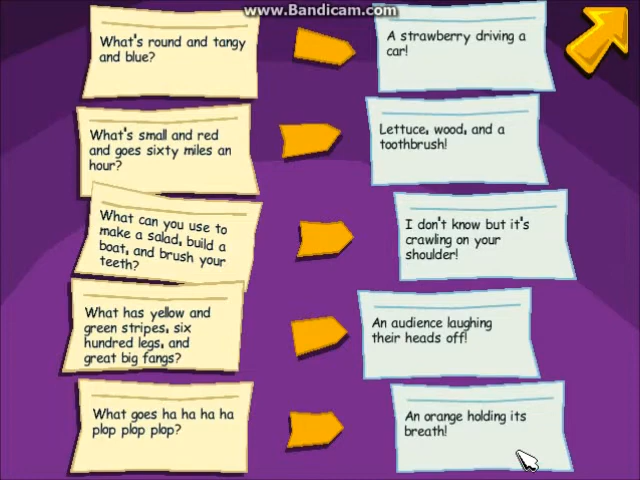 www.Bandicam.com
What's round and tangy
and blue?
A strawberry driving a
car!
What's small and red
and goes sixty miles an
hour?
Lettuce, wood, and a
toothbrush!
What can you use to
make a salad, build a
boat, and brush your
teeth?
I don't know but it's
crawling on your
shoulder!
What has yellow and
green stripes, six
hundred legs, and
great big fangs?
An audience laughing
their heads off!
What goes ha ha ha ha
plop plop plop?
An orange holding its
breath!